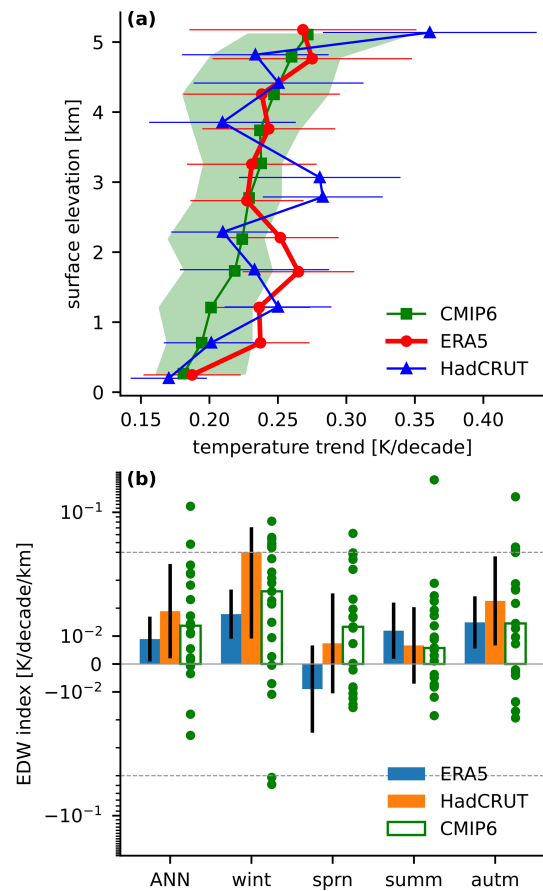 (a)
5
4
3
2
1
0
surface elevation [km]
CMIP6
ERA5
HadCRUT
0.15 0.20 0.25 0.30 0.35 0.40
temperature trend [K/decade]
(b)
10⁻¹
10⁻²
0
−10⁻²
−10⁻¹
EDW index [K/decade/km]
ERA5
HadCRUT
CMIP6
ANN wint sprn summ autm